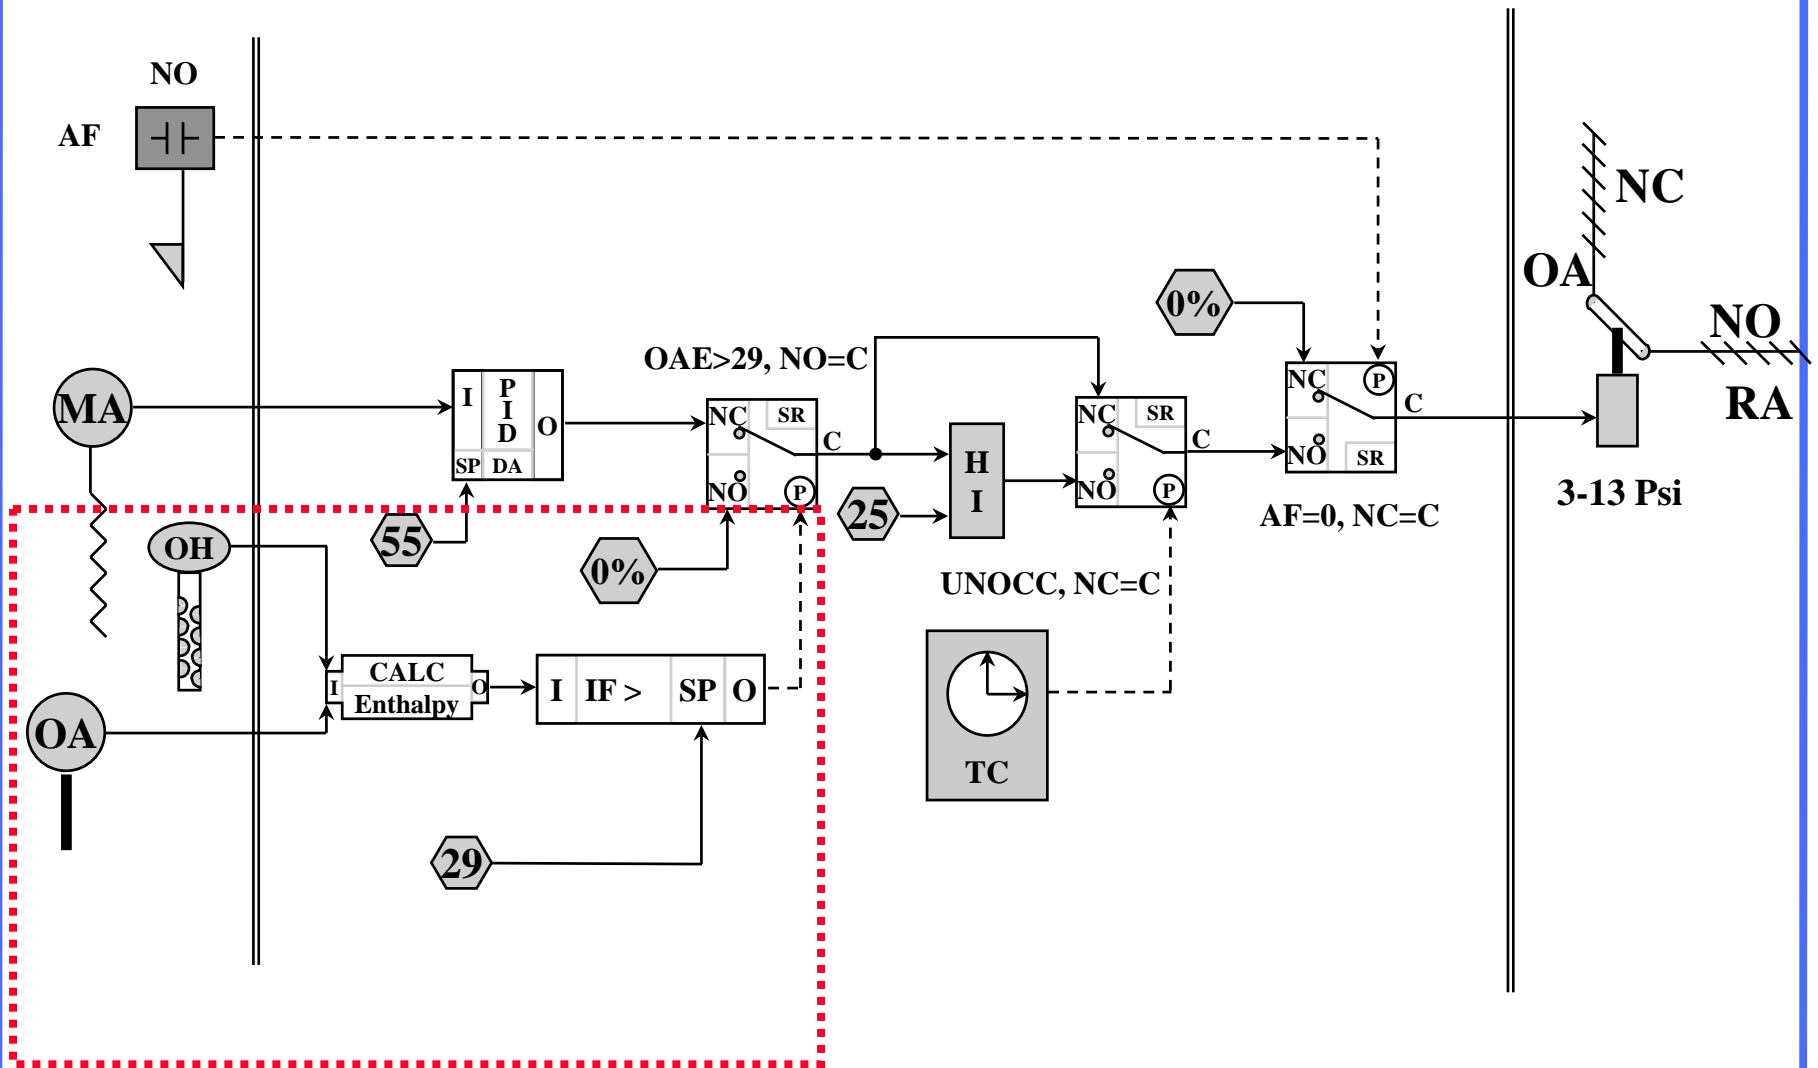 NO
AF
NC
OA
NO
RA
3-13 Psi
0%
NC
P
C
NO
SR
AF=0, NC=C
OAE>29, NO=C
MA
I
P
I
D
O
SP
DA
NC
SR
C
NO
P
H
I
NC
SR
C
NO
P
55
25
0%
OH
UNOCC, NC=C
I
CALC
Enthalpy
O
I
IF >
SP
O
OA
TC
29